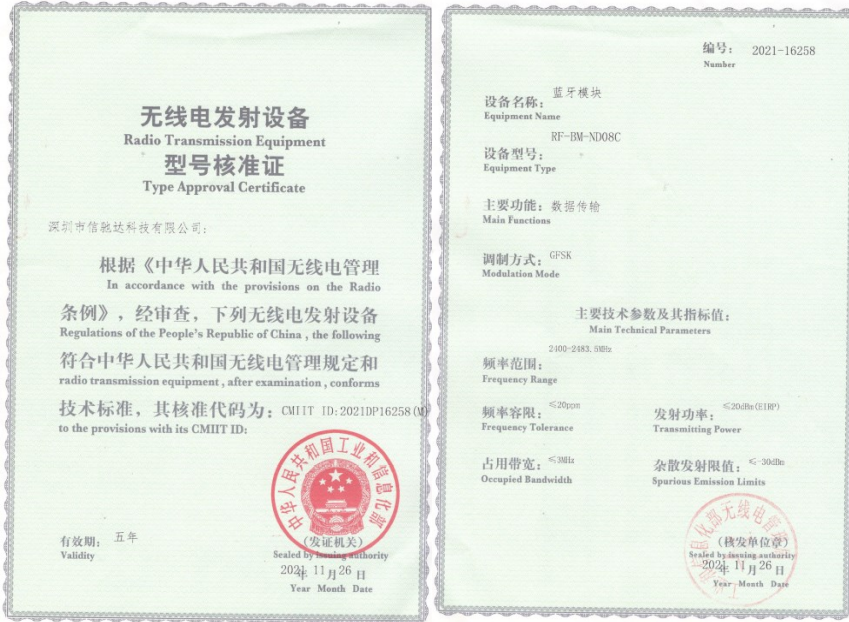 无线电发射设备
Radio Transmission Equipment
型号核准证
Type Approval Certificate
深圳市信驰达科技有限公司:
根据《中华人民共和国无线电管理
In accordance with the provisions on the Radio
条例》，经审查，下列无线电发射设备
Regulations of the People's Republic of China , the following
符合中华人民共和国无线电管理规定和
radio transmission equipment , after examination , conforms
技术标准，其核准代码为：CMIIT ID:2021DP16258(M)
to the provisions with its CMIIT ID:
中华人民共和国工业和信息化部
有效期： 五年
Validity
（发证机关）
Sealed by issuing authority
2021年 11月 26日
Year Month Date
编号： 2021-16258
Number
设备名称： 蓝牙模块
Equipment Name
RF-BM-ND08C
设备型号：
Equipment Type
主要功能：数据传输
Main Functions
调制方式：GFSK
Modulation Mode
主要技术参数及其指标值：
Main Technical Parameters
2400-2483.5MHz
频率范围：
Frequency Range
频率容限：≤20ppm
Frequency Tolerance
发射功率：≤20dBm(EIRP)
Transmitting Power
占用带宽：≤3MHz
Occupied Bandwidth
杂散发射限值：≤-30dBm
Spurious Emission Limits
（核发单位章）
Sealed by issuing authority
2021年 11月 26日
Year Month Date